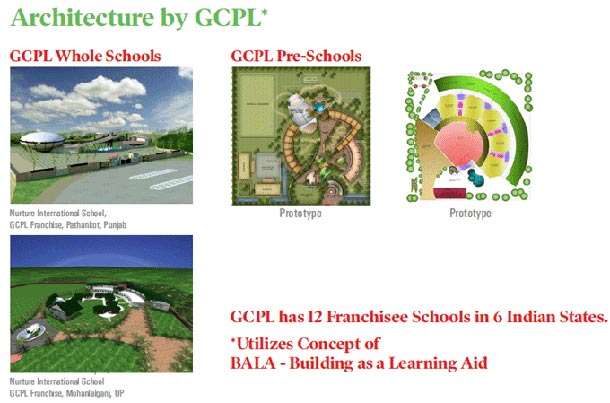 Architecture by GCPL*
GCPL Whole Schools
GCPL Pre-Schools
Prototype
Prototype
Nurture International School,
GCPL Franchise, Pathankot, Punjab
GCPL has 12 Franchisee Schools in 6 Indian States.
*Utilizes Concept of
BALA - Building as a Learning Aid
Nurture International School
GCPL Franchise, Mohanlalganj, UP